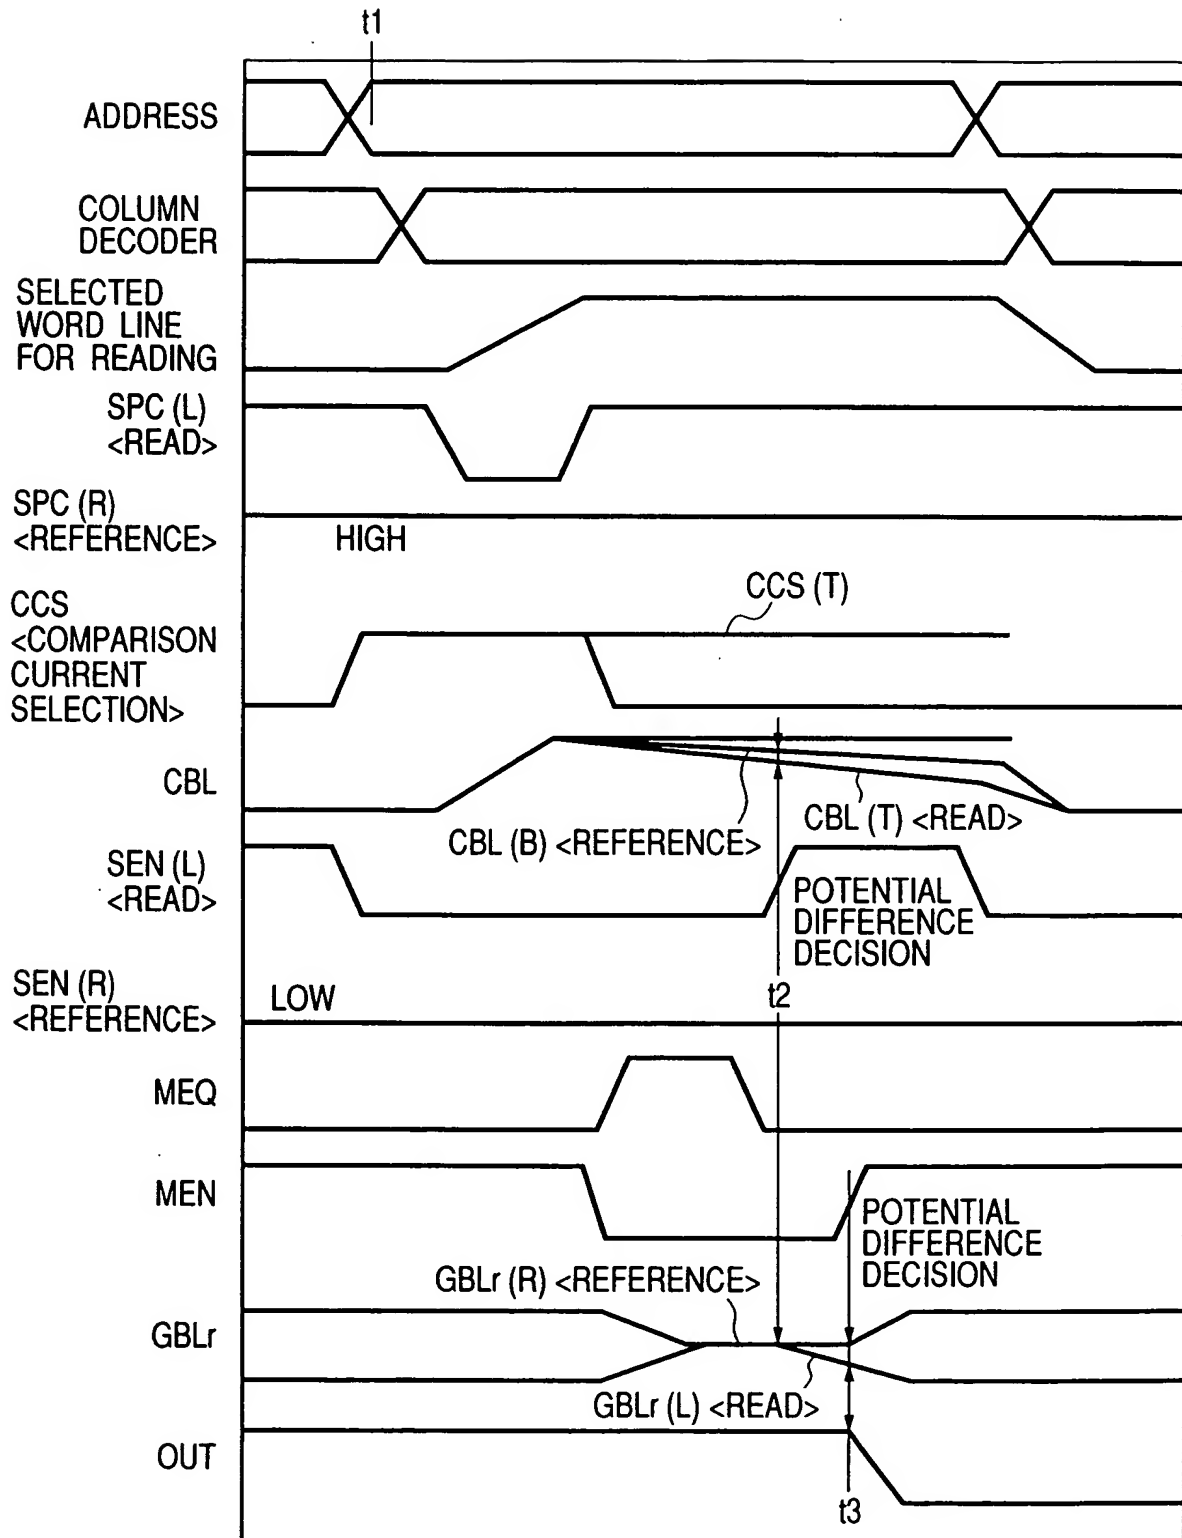 t1
ADDRESS
COLUMN
DECODER
SELECTED
WORD LINE
FOR READING
SPC (L)
<READ>
SPC (R)
<REFERENCE>
HIGH
CCS (T)
CCS
<COMPARISON
CURRENT
SELECTION>
CBL
CBL (T) <READ>
CBL (B) <REFERENCE>
SEN (L)
<READ>
POTENTIAL
DIFFERENCE
DECISION
SEN (R)
<REFERENCE>
LOW
t2
MEQ
MEN
POTENTIAL
DIFFERENCE
DECISION
GBLr (R) <REFERENCE>
GBLr
GBLr (L) <READ>
OUT
t3